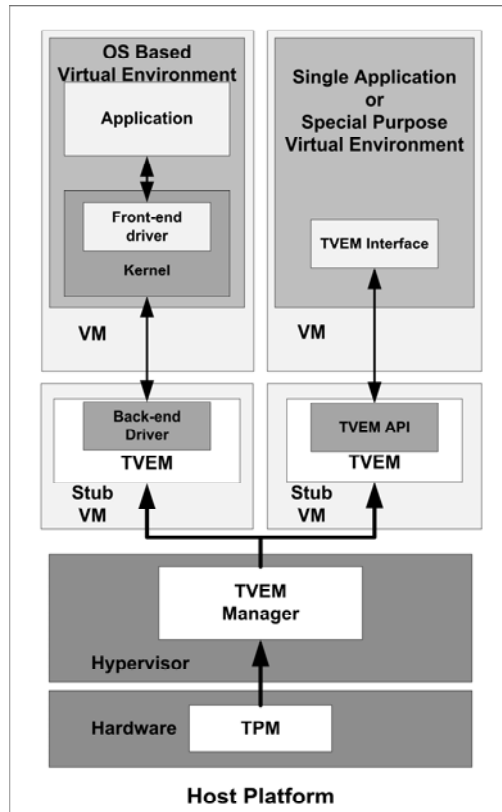 OS Based
Virtual Environment
Application
Front-end
driver
Kernel
VM
Single Application
or
Special Purpose
Virtual Environment
TVEM Interface
VM
Back-end
Driver
TVEM
Stub
VM
TVEM API
TVEM
Stub
VM
TVEM
Manager
Hypervisor
Hardware
TPM
Host Platform